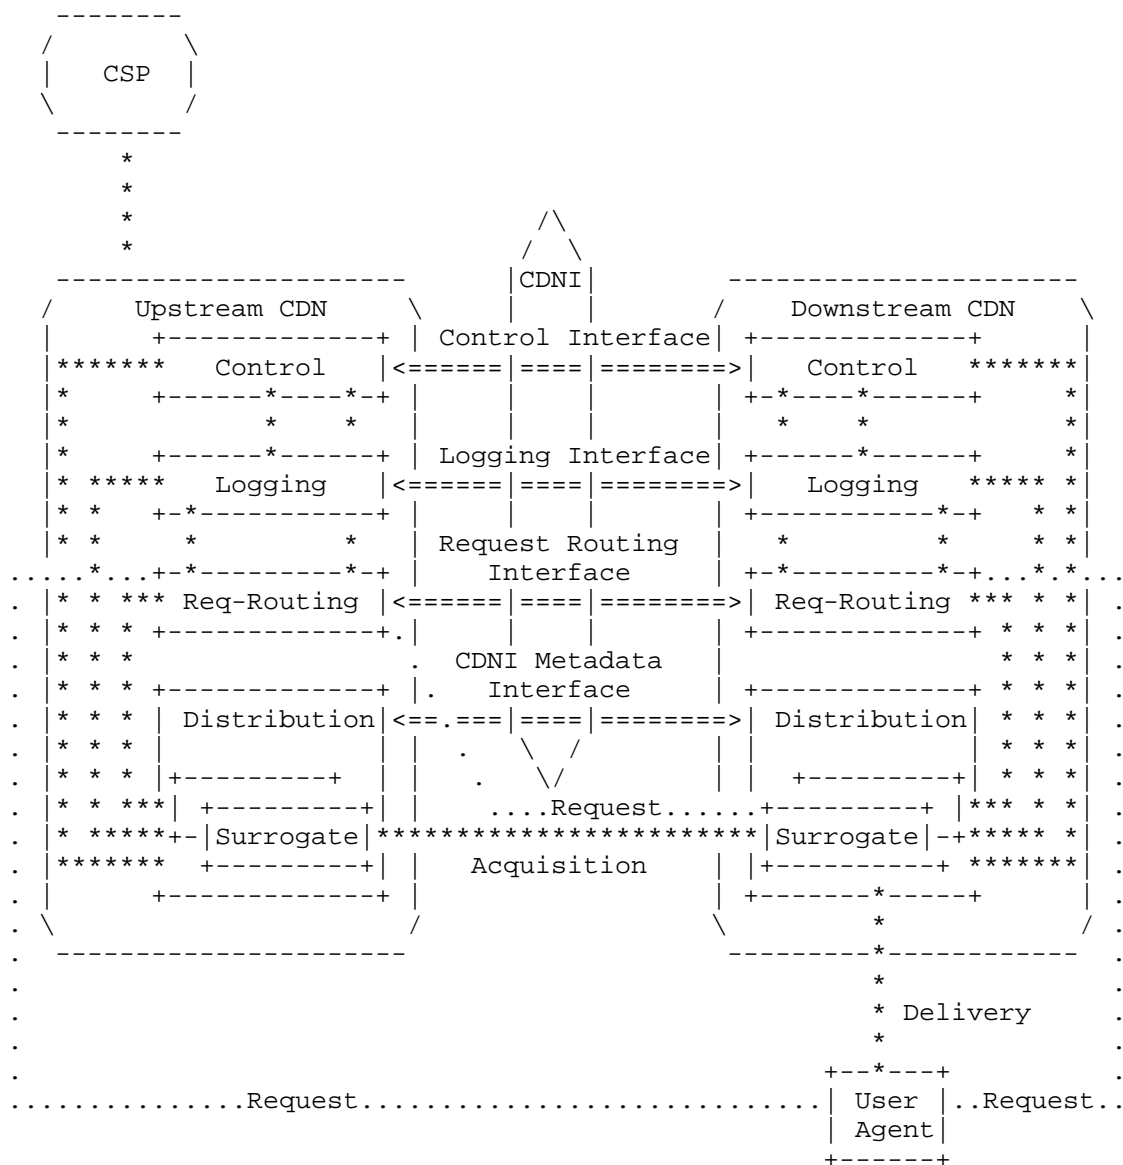 CSP
CDNI
Upstream CDN Downstream CDN
Control Interface
Control Control
Logging Interface
Logging Logging
Request Routing
Interface
Req-Routing Req-Routing
CDNI Metadata
Interface
Distribution Distribution
Request
Surrogate Surrogate
Acquisition
Delivery
Request User Request
Agent